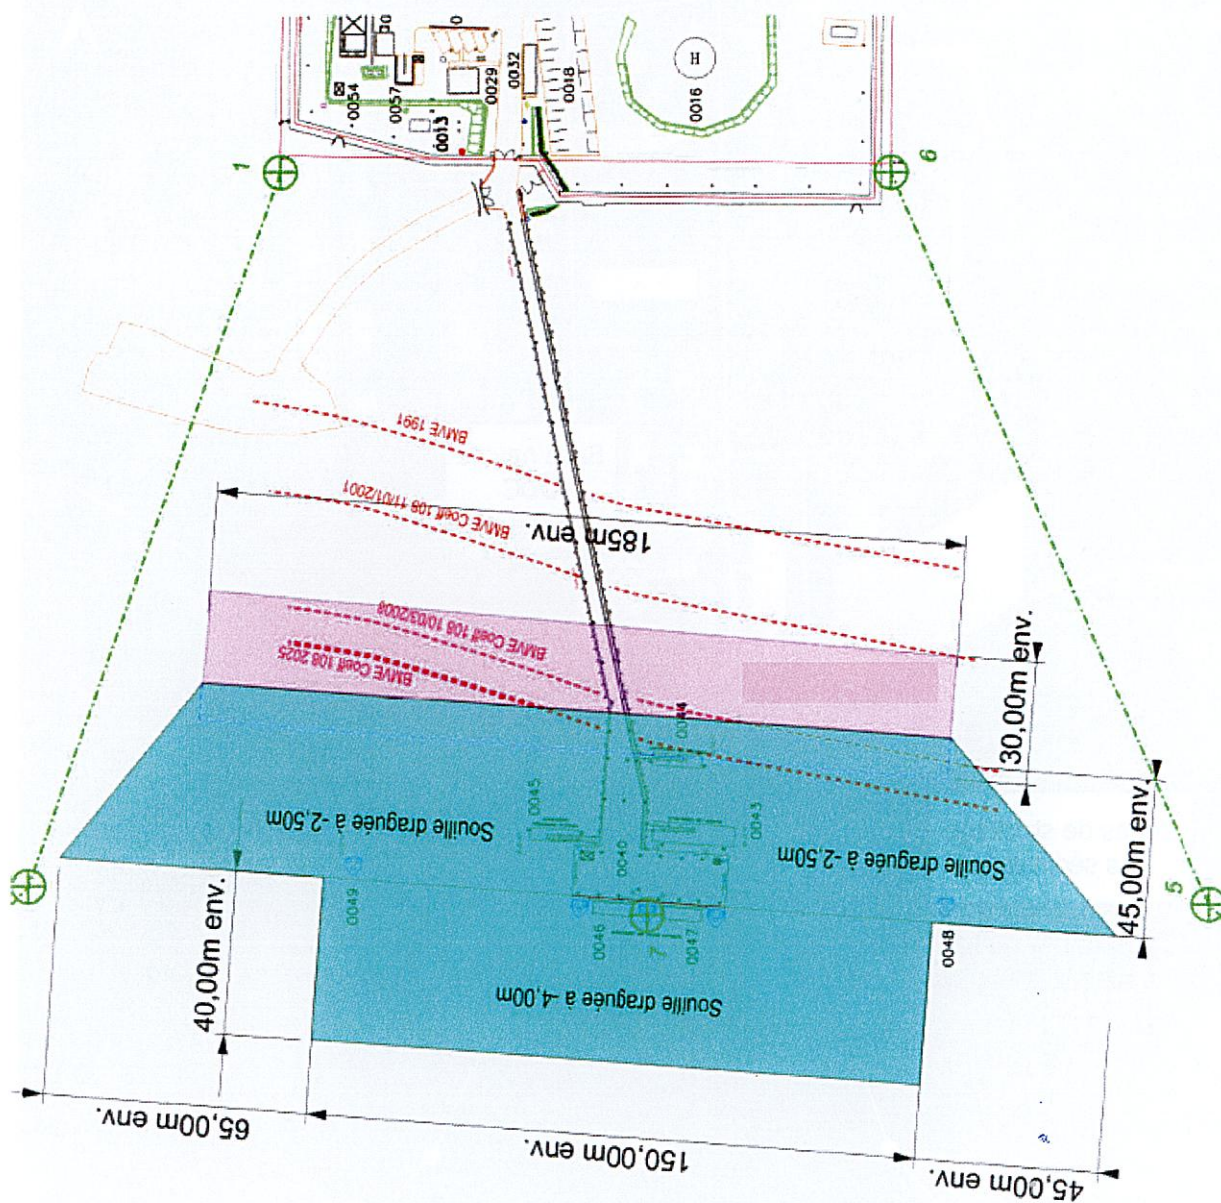 0054
0057
0013
0029
0032
0018
H
0016
1
6
BMVE 1991
BMVE Coeff 108 11/01/2001
185m env.
BMVE Coeff 108 10/03/2008
BMVE Coeff 108 2025
30,00m env.
0044
0045
0043
0040
Souille draguée à -2,50m
Souille draguée à -2,50m
45,00m env.
5
40,00m env.
0049
0046
0047
7
0048
Souille draguée à -4,00m
65,00m env.
150,00m env.
45,00m env.